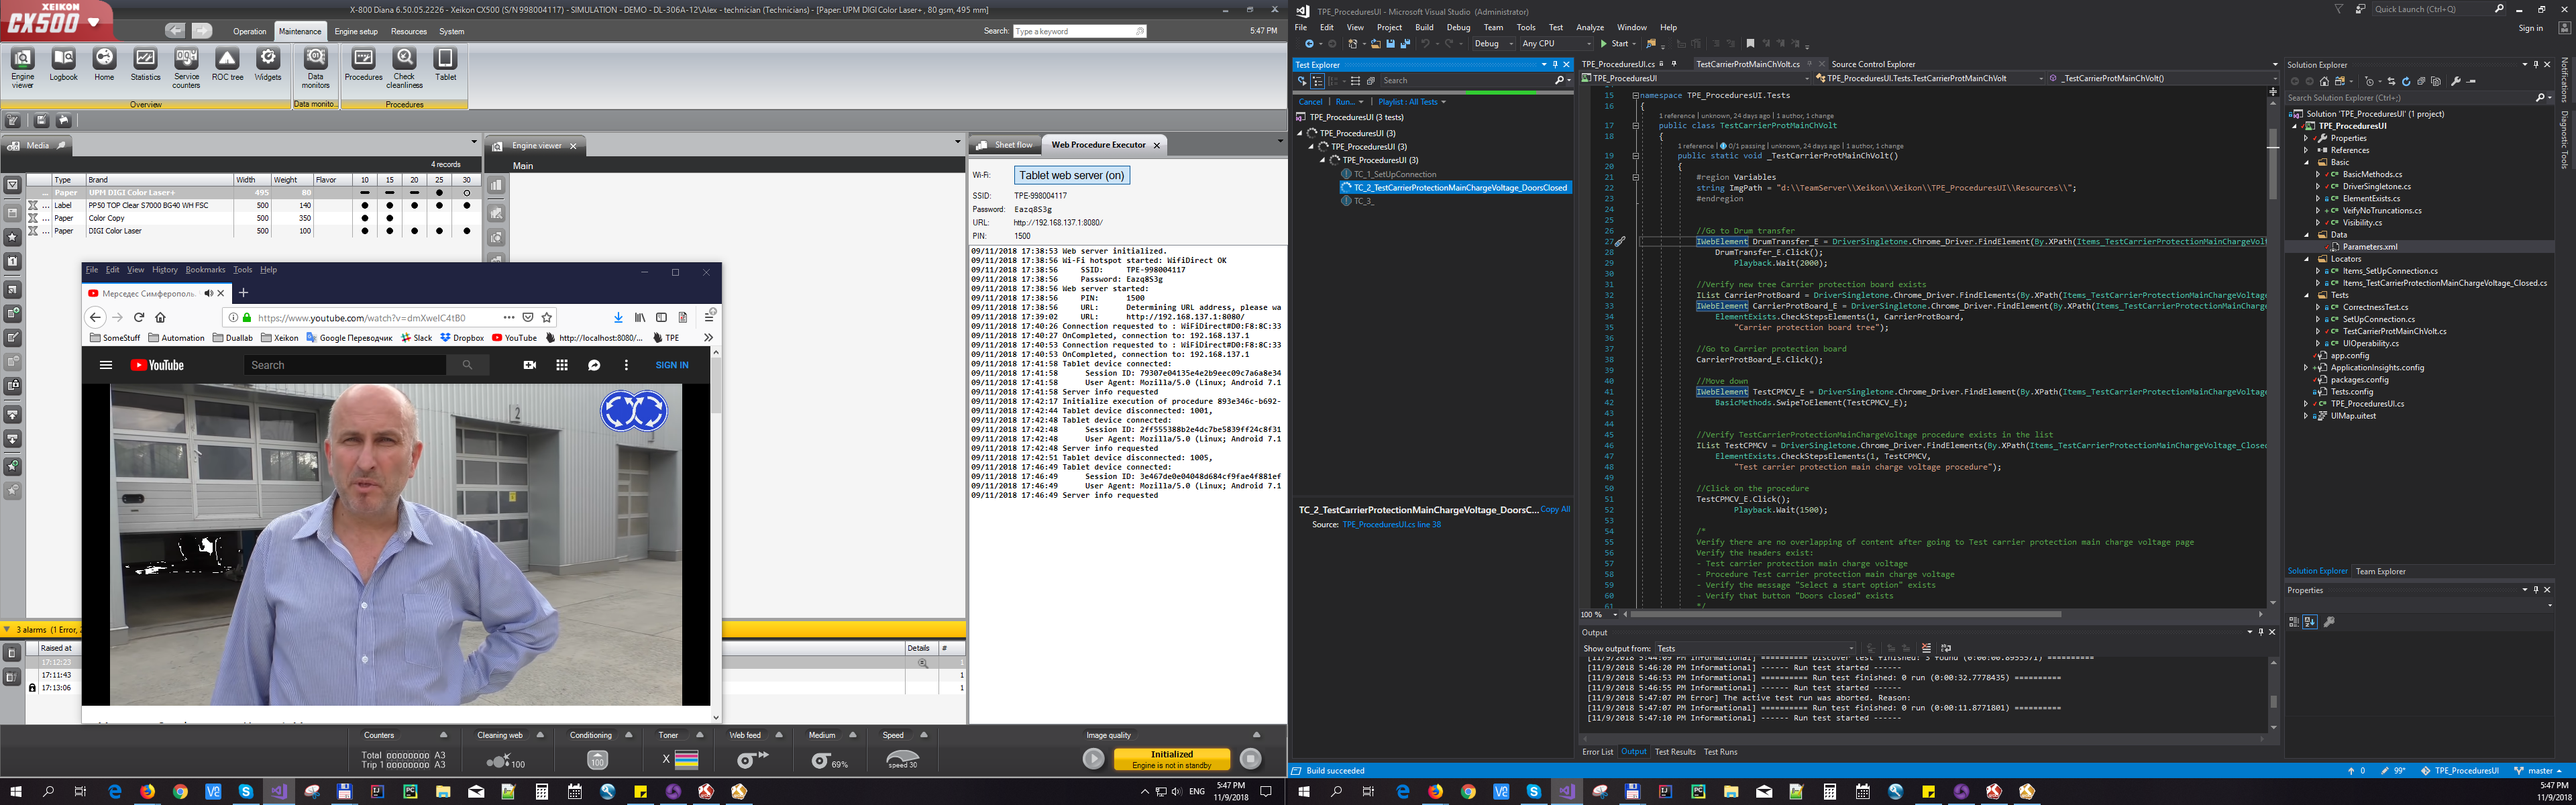 XEIKON
CX500
X-800 Diana 6.50.05.2226 - Xeikon CX500 (S/N 998004117) - SIMULATION - DEMO - DL-306A-12\Alex - technician (Technicians) - [Paper: UPM DIGI Color Laser+ , 80 gsm, 495 mm]
Operation Maintenance Engine setup Resources System
Search: Type a keyword 5:47 PM
Engine viewer Logbook Home Statistics Service counters ROC tree Widgets Data monitors Procedures Check cleanliness Tablet
Overview Data monito... Procedures
Media
4 records
Type Brand Width Weight Flavor 10 15 20 25 30
... Paper UPM DIGI Color Laser+ 495 80
... Label PP50 TOP Clear S7000 BG40 WH FSC 500 140
... Paper Color Copy 500 350
... Paper DIGI Color Laser 500 100
Engine viewer
Main
Sheet flow Web Procedure Executor
Wi-Fi: Tablet web server (on)
SSID: TPE-998004117
Password: Eazq8S3g
URL: http://192.168.137.1:8080/
PIN: 1500
09/11/2018 17:38:53 Web server initialized.
09/11/2018 17:38:56 Wi-Fi hotspot started: WifiDirect OK
09/11/2018 17:38:56 SSID: TPE-998004117
09/11/2018 17:38:56 Password: Eazq8S3g
09/11/2018 17:38:56 Web server started:
09/11/2018 17:38:56 PIN: 1500
09/11/2018 17:38:56 URL: Determining URL address, please wa
09/11/2018 17:39:02 URL: http://192.168.137.1:8080/
09/11/2018 17:40:26 Connection requested to : WiFiDirect#D0:F8:8C:33
09/11/2018 17:40:27 OnCompleted, connection to: 192.168.137.1
09/11/2018 17:40:53 Connection requested to : WiFiDirect#D0:F8:8C:33
09/11/2018 17:40:53 OnCompleted, connection to: 192.168.137.1
09/11/2018 17:41:58 Tablet device connected:
09/11/2018 17:41:58 Session ID: 79307e04135e4e2b9eec09c7a6a8e34
09/11/2018 17:41:58 User Agent: Mozilla/5.0 (Linux; Android 7.1
09/11/2018 17:41:58 Server info requested
09/11/2018 17:42:17 Initialize execution of procedure 893e346c-b692-
09/11/2018 17:42:44 Tablet device disconnected: 1001,
09/11/2018 17:42:48 Tablet device connected:
09/11/2018 17:42:48 Session ID: 2ff555388b2e4dc7be5839ff24c8f31
09/11/2018 17:42:48 User Agent: Mozilla/5.0 (Linux; Android 7.1
09/11/2018 17:42:48 Server info requested
09/11/2018 17:42:51 Tablet device disconnected: 1005,
09/11/2018 17:46:49 Tablet device connected:
09/11/2018 17:46:49 Session ID: 3e467de0e04048d684cf9fae4f881ef
09/11/2018 17:46:49 User Agent: Mozilla/5.0 (Linux; Android 7.1
09/11/2018 17:46:49 Server info requested
File Edit View History Bookmarks Tools Help
Мерседес Симферополь.
https://www.youtube.com/watch?v=dmXweIC4tB0
SomeStuff Automation Duallab Xeikon Google Переводчик Slack Dropbox YouTube http://localhost:8080/... TPE
YouTube Search SIGN IN
2
3 alarms (1 Error, 2
Raised at Details #
17:12:23 1
17:11:43 1
17:13:06 1
Counters Cleaning web Conditioning Toner Web feed Medium Speed Image quality
Total 00000000 A3
Trip 1 00000000 A3
100 100 X 69% speed 30
Initialized
Engine is not in standby
ENG 5:47 PM 11/9/2018
TPE_ProceduresUI - Microsoft Visual Studio (Administrator)
Quick Launch (Ctrl+Q)
File Edit View Project Build Debug Team Tools Test Analyze Window Help Sign in
Debug Any CPU Start
Test Explorer
Search
Cancel | Run... | Playlist : All Tests
TPE_ProceduresUI (3 tests)
TPE_ProceduresUI (3)
TPE_ProceduresUI (3)
TPE_ProceduresUI (3)
TC_1_SetUpConnection
TC_2_TestCarrierProtectionMainChargeVoltage_DoorsClosed
TC_3_
TC_2_TestCarrierProtectionMainChargeVoltage_DoorsC... Copy All
Source: TPE_ProceduresUI.cs line 38
TPE_ProceduresUI.cs TestCarrierProtMainChVolt.cs Source Control Explorer
TPE_ProceduresUI TPE_ProceduresUI.Tests.TestCarrierProtMainChVolt _TestCarrierProtMainChVolt()
15 namespace TPE_ProceduresUI.Tests
16 {
1 reference | unknown, 24 days ago | 1 author, 1 change
17 public class TestCarrierProtMainChVolt
18 {
1 reference | 0/1 passing | unknown, 24 days ago | 1 author, 1 change
19 public static void _TestCarrierProtMainChVolt()
20 {
21 #region Variables
22 string ImgPath = "d:\\TeamServer\\Xeikon\\Xeikon\\TPE_ProceduresUI\\Resources\\";
23 #endregion
24
25
26 //Go to Drum transfer
27 IWebElement DrumTransfer_E = DriverSingletone.Chrome_Driver.FindElement(By.XPath(Items_TestCarrierProtectionMainChargeVolt
28 DrumTransfer_E.Click();
29 Playback.Wait(2000);
30
31 //Verify new tree Carrier protection board exists
32 IList CarrierProtBoard = DriverSingletone.Chrome_Driver.FindElements(By.XPath(Items_TestCarrierProtectionMainChargeVoltage
33 IWebElement CarrierProtBoard_E = DriverSingletone.Chrome_Driver.FindElement(By.XPath(Items_TestCarrierProtectionMainChargeV
34 ElementExists.CheckStepsElements(1, CarrierProtBoard,
35 "Carrier protection board tree");
36
37 //Go to Carrier protection board
38 CarrierProtBoard_E.Click();
39
40 //Move down
41 IWebElement TestCPMCV_E = DriverSingletone.Chrome_Driver.FindElement(By.XPath(Items_TestCarrierProtectionMainChargeVoltage
42 BasicMethods.SwipeToElement(TestCPMCV_E);
43
44
45 //Verify TestCarrierProtectionMainChargeVoltage procedure exists in the list
46 IList TestCPMCV = DriverSingletone.Chrome_Driver.FindElements(By.XPath(Items_TestCarrierProtectionMainChargeVoltage_Closed
47 ElementExists.CheckStepsElements(1, TestCPMCV,
48 "Test carrier protection main charge voltage procedure");
49
50 //Click on the procedure
51 TestCPMCV_E.Click();
52 Playback.Wait(1500);
53
54 /*
55 Verify there are no overlapping of content after going to Test carrier protection main charge voltage page
56 Verify the headers exist:
57 - Test carrier protection main charge voltage
58 - Procedure Test carrier protection main charge voltage
59 - Verify the message "Select a start option" exists
60 - Verify that button "Doors closed" exists
61 */
100 %
Output
Show output from: Tests
[11/9/2018 5:44:09 PM Informational] ========== Discover test finished: 3 found (0:00:00.8955571) ==========
[11/9/2018 5:46:20 PM Informational] ------ Run test started ------
[11/9/2018 5:46:53 PM Informational] ========== Run test finished: 0 run (0:00:32.7778435) ==========
[11/9/2018 5:46:55 PM Informational] ------ Run test started ------
[11/9/2018 5:47:07 PM Error] The active test run was aborted. Reason:
[11/9/2018 5:47:07 PM Informational] ========== Run test finished: 0 run (0:00:11.8771801) ==========
[11/9/2018 5:47:10 PM Informational] ------ Run test started ------
Error List Output Test Results Test Runs
Solution Explorer
Search Solution Explorer (Ctrl+;)
Solution 'TPE_ProceduresUI' (1 project)
TPE_ProceduresUI
Properties
References
Basic
BasicMethods.cs
DriverSingletone.cs
ElementExists.cs
VeifyNoTruncations.cs
Visibility.cs
Data
Parameters.xml
Locators
Items_SetUpConnection.cs
Items_TestCarrierProtectionMainChargeVoltage_Closed.cs
Tests
CorrectnessTest.cs
SetUpConnection.cs
TestCarrierProtMainChVolt.cs
UIOperability.cs
app.config
ApplicationInsights.config
packages.config
Tests.config
TPE_ProceduresUI.cs
UIMap.uitest
Solution Explorer Team Explorer
Properties
Notifications Diagnostic Tools
Build succeeded 0 99* TPE_ProceduresUI master
5:47 PM
11/9/2018